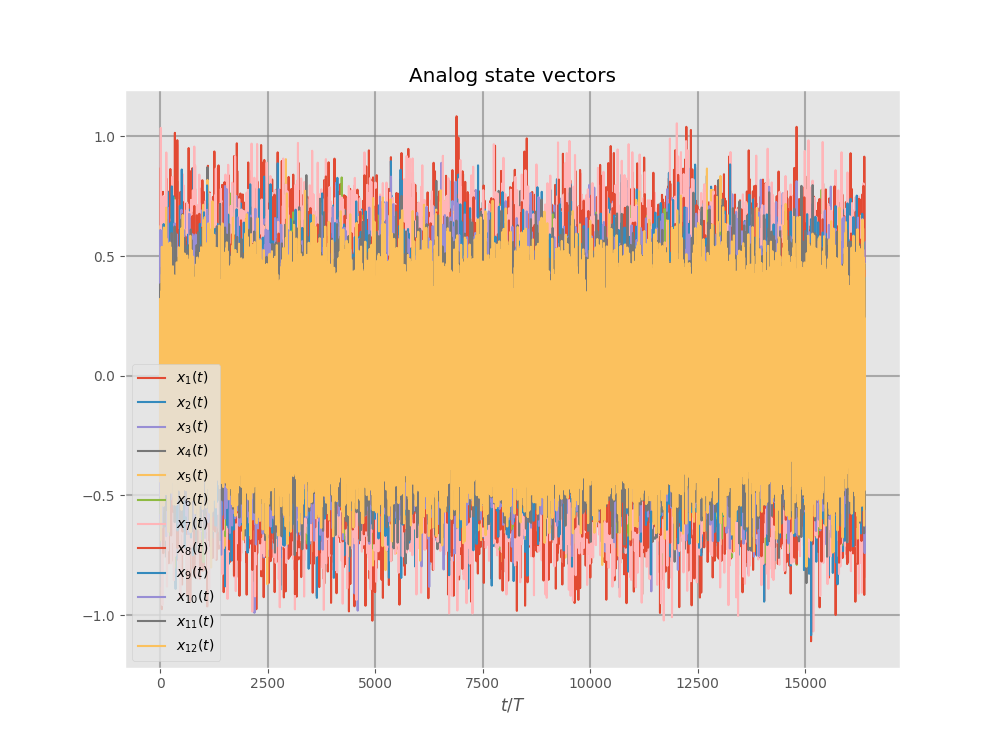 Analog state vectors
1.0
0.5
0.0
−0.5
−1.0
x₁(t)
x₂(t)
x₃(t)
x₄(t)
x₅(t)
x₆(t)
x₇(t)
x₈(t)
x₉(t)
x₁₀(t)
x₁₁(t)
x₁₂(t)
0 2500 5000 7500 10000 12500 15000
t/T